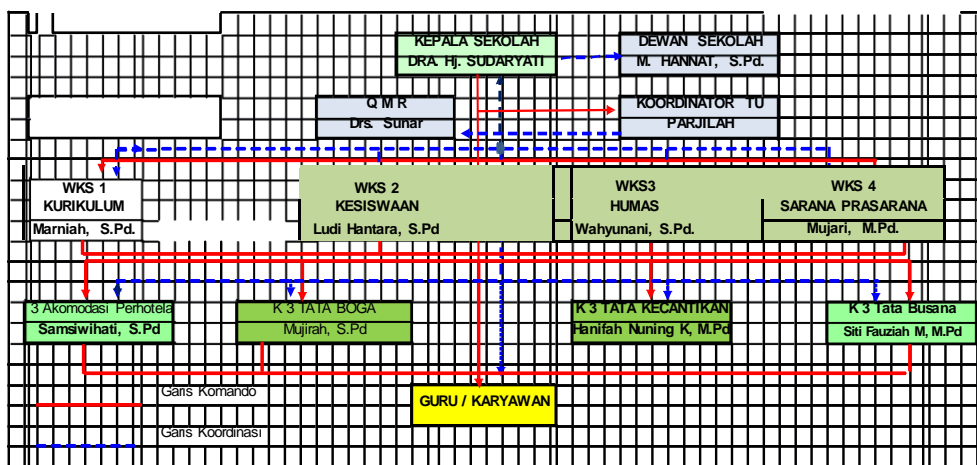 KEPALA SEKOLAH
DRA. Hj. SUDARYATI
DEWAN SEKOLAH
M. HANNAT, S.Pd.
Q M R
Drs. Sunar
KOORDINATOR TU
PARJILAH
WKS 1
KURIKULUM
Marniah, S.Pd.
WKS 2
KESISWAAN
Ludi Hantara, S.Pd
WKS3
HUMAS
Wahyunani, S.Pd.
WKS 4
SARANA PRASARANA
Mujari, M.Pd.
3 Akomodasi Perhotela
Samsiwihati, S.Pd
K 3 TATA BOGA
Mujirah, S.Pd
K 3 TATA KECANTIKAN
Hanifah Nuning K, M.Pd
K 3 Tata Busana
Siti Fauziah M, M.Pd
Garis Komando
GURU / KARYAWAN
Garis Koordinasi